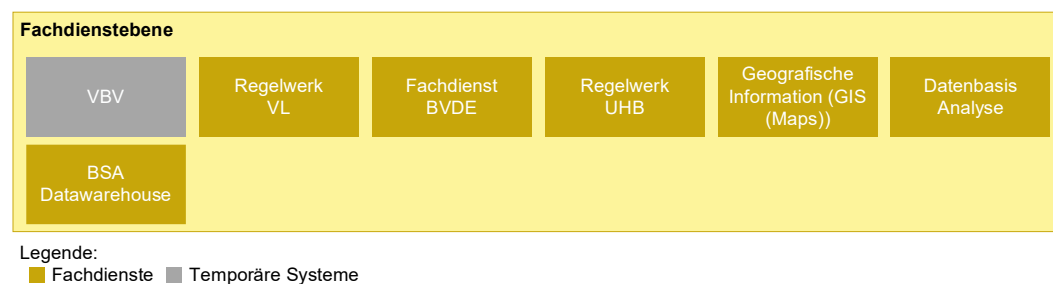 Fachdienstebene
VBV
Regelwerk
VL
Fachdienst
BVDE
Regelwerk
UHB
Geografische
Information (GIS
(Maps))
Datenbasis
Analyse
BSA
Datawarehouse
Legende:
Fachdienste Temporäre Systeme